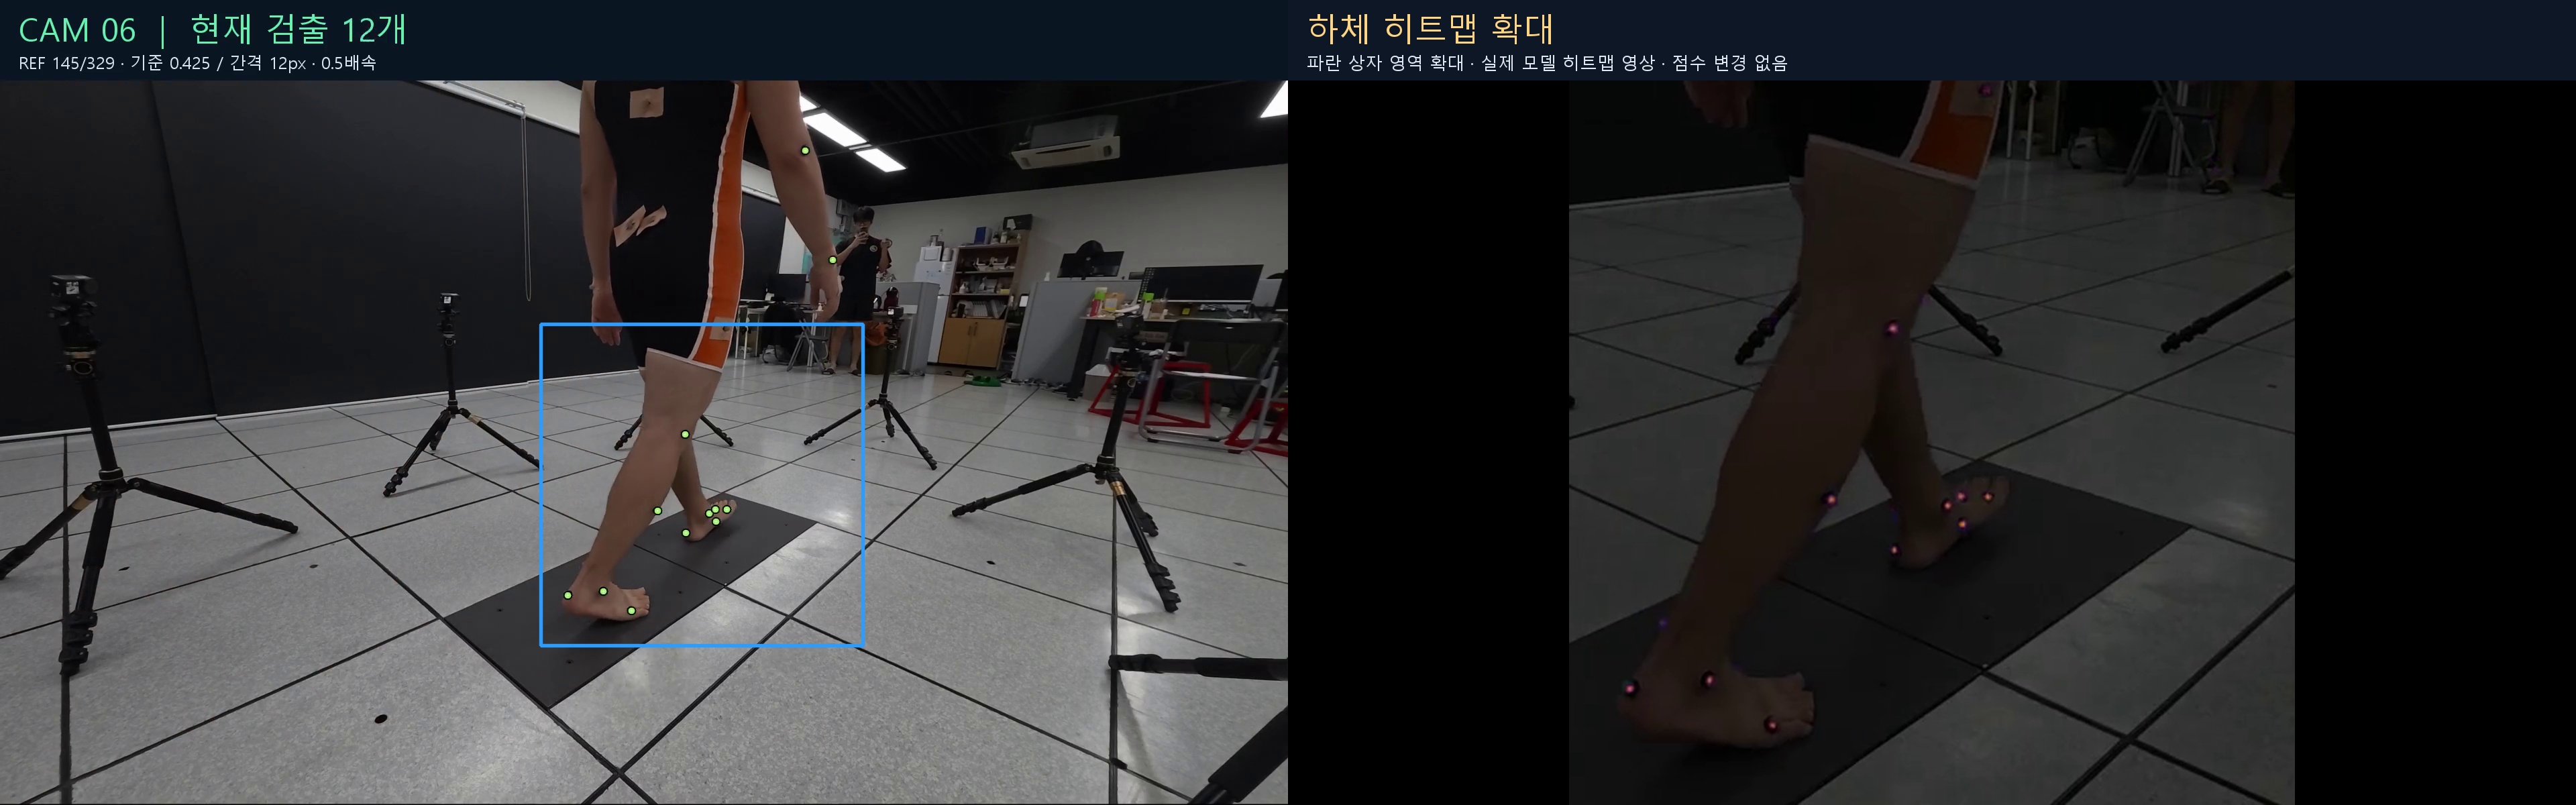 CAM 06 | 현재 검출 12개
REF 145/329 · 기준 0.425 / 간격 12px · 0.5배속
하체 히트맵 확대
파란 상자 영역 확대 · 실제 모델 히트맵 영상 · 점수 변경 없음